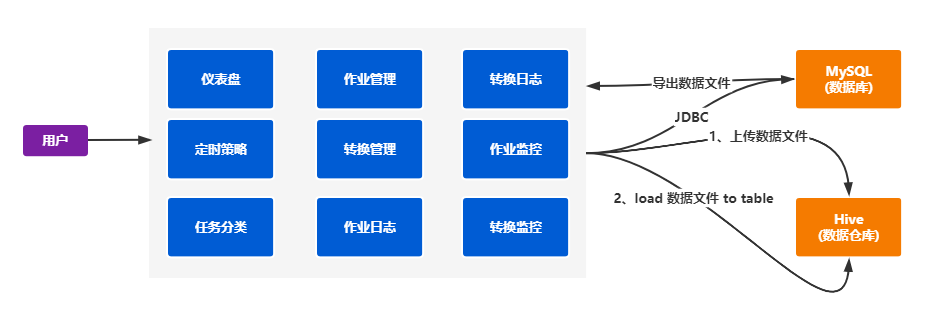 用户
仪表盘
作业管理
转换日志
定时策略
转换管理
作业监控
任务分类
作业日志
转换监控
导出数据文件
JDBC
1、上传数据文件
2、load 数据文件 to table
MySQL
(数据库)
Hive
(数据仓库)